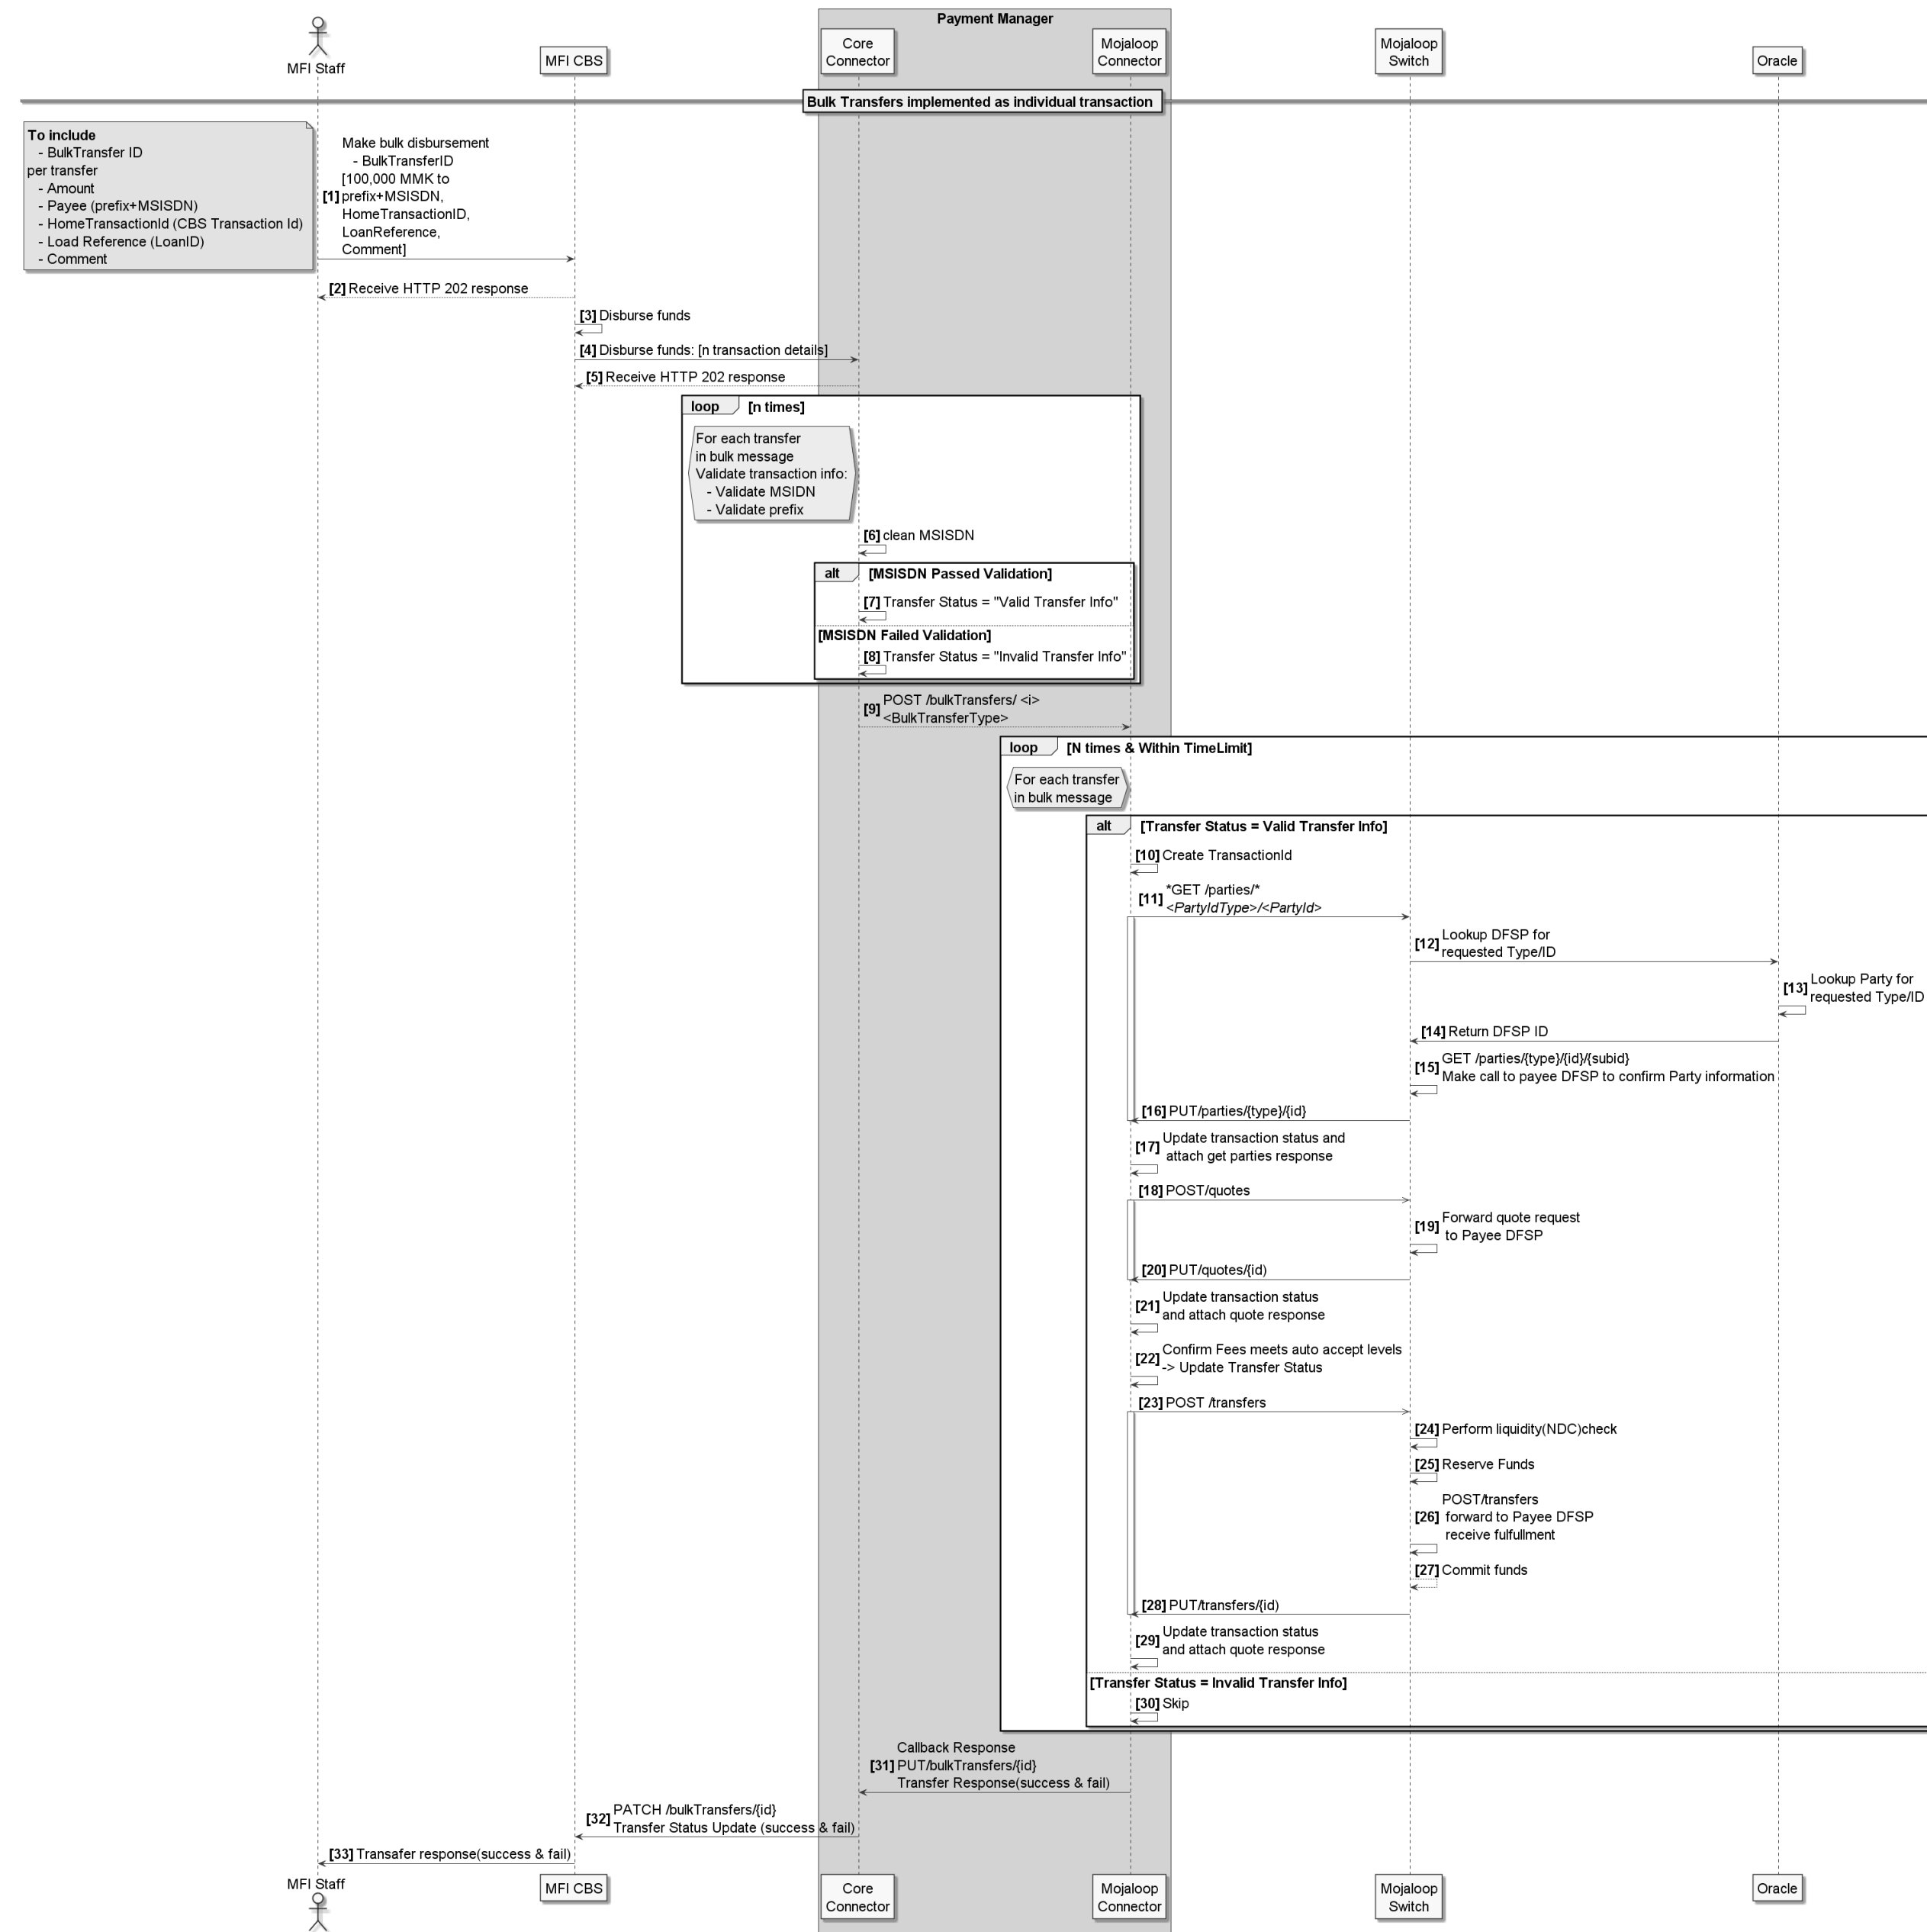 Payment Manager
MFI Staff
MFI CBS
Core
Connector
Mojaloop
Connector
Mojaloop
Switch
Oracle
Bulk Transfers implemented as individual transaction
To include
- BulkTransfer ID
per transfer
- Amount
- Payee (prefix+MSISDN)
- HomeTransactionId (CBS Transaction Id)
- Load Reference (LoanID)
- Comment
Make bulk disbursement
- BulkTransferID
[100,000 MMK to
[1] prefix+MSISDN,
HomeTransactionID,
LoanReference,
Comment]
[2] Receive HTTP 202 response
[3] Disburse funds
[4] Disburse funds: [n transaction details]
[5] Receive HTTP 202 response
loop [n times]
For each transfer
in bulk message
Validate transaction info:
- Validate MSIDN
- Validate prefix
[6] clean MSISDN
alt [MSISDN Passed Validation]
[7] Transfer Status = "Valid Transfer Info"
[MSISDN Failed Validation]
[8] Transfer Status = "Invalid Transfer Info"
POST /bulkTransfers/ <i>
[9]
<BulkTransferType>
loop [N times & Within TimeLimit]
For each transfer
in bulk message
alt [Transfer Status = Valid Transfer Info]
[10] Create TransactionId
*GET /parties/*
[11]
<PartyIdType>/<PartyId>
Lookup DFSP for
[12]
requested Type/ID
Lookup Party for
[13]
requested Type/ID
[14] Return DFSP ID
GET /parties/{type}/{id}/{subid}
[15]
Make call to payee DFSP to confirm Party information
[16] PUT/parties/{type}/{id}
Update transaction status and
[17]
attach get parties response
[18] POST/quotes
Forward quote request
[19]
to Payee DFSP
[20] PUT/quotes/{id)
Update transaction status
[21]
and attach quote response
Confirm Fees meets auto accept levels
[22]
-> Update Transfer Status
[23] POST /transfers
[24] Perform liquidity(NDC)check
[25] Reserve Funds
POST/transfers
[26] forward to Payee DFSP
receive fulfullment
[27] Commit funds
[28] PUT/transfers/{id)
Update transaction status
[29]
and attach quote response
[Transfer Status = Invalid Transfer Info]
[30] Skip
Callback Response
[31] PUT/bulkTransfers/{id}
Transfer Response(success & fail)
PATCH /bulkTransfers/{id}
[32]
Transfer Status Update (success & fail)
[33] Transafer response(success & fail)
MFI Staff
MFI CBS
Core
Connector
Mojaloop
Connector
Mojaloop
Switch
Oracle